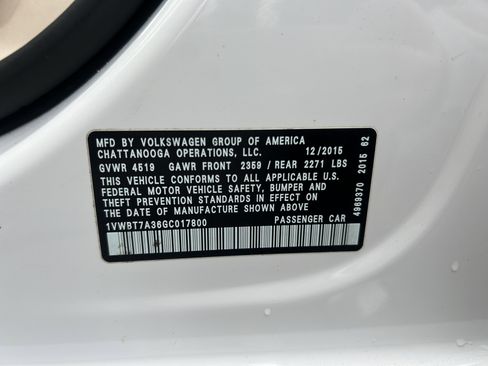 MFD BY VOLKSWAGEN GROUP OF AMERICA
CHATTANOOGA OPERATIONS, LLC. 12/2015
GVWR 4519 GAWR FRONT 2359 / REAR 2271 LBS
THIS VEHICLE CONFORMS TO ALL APPLICABLE U.S.
FEDERAL MOTOR VEHICLE SAFETY, BUMPER AND
THEFT PREVENTION STANDARDS IN EFFECT ON
THE DATE OF MANUFACTURE SHOWN ABOVE
1VWBT7A36GC017800 PASSENGER CAR
4969370 2015 62